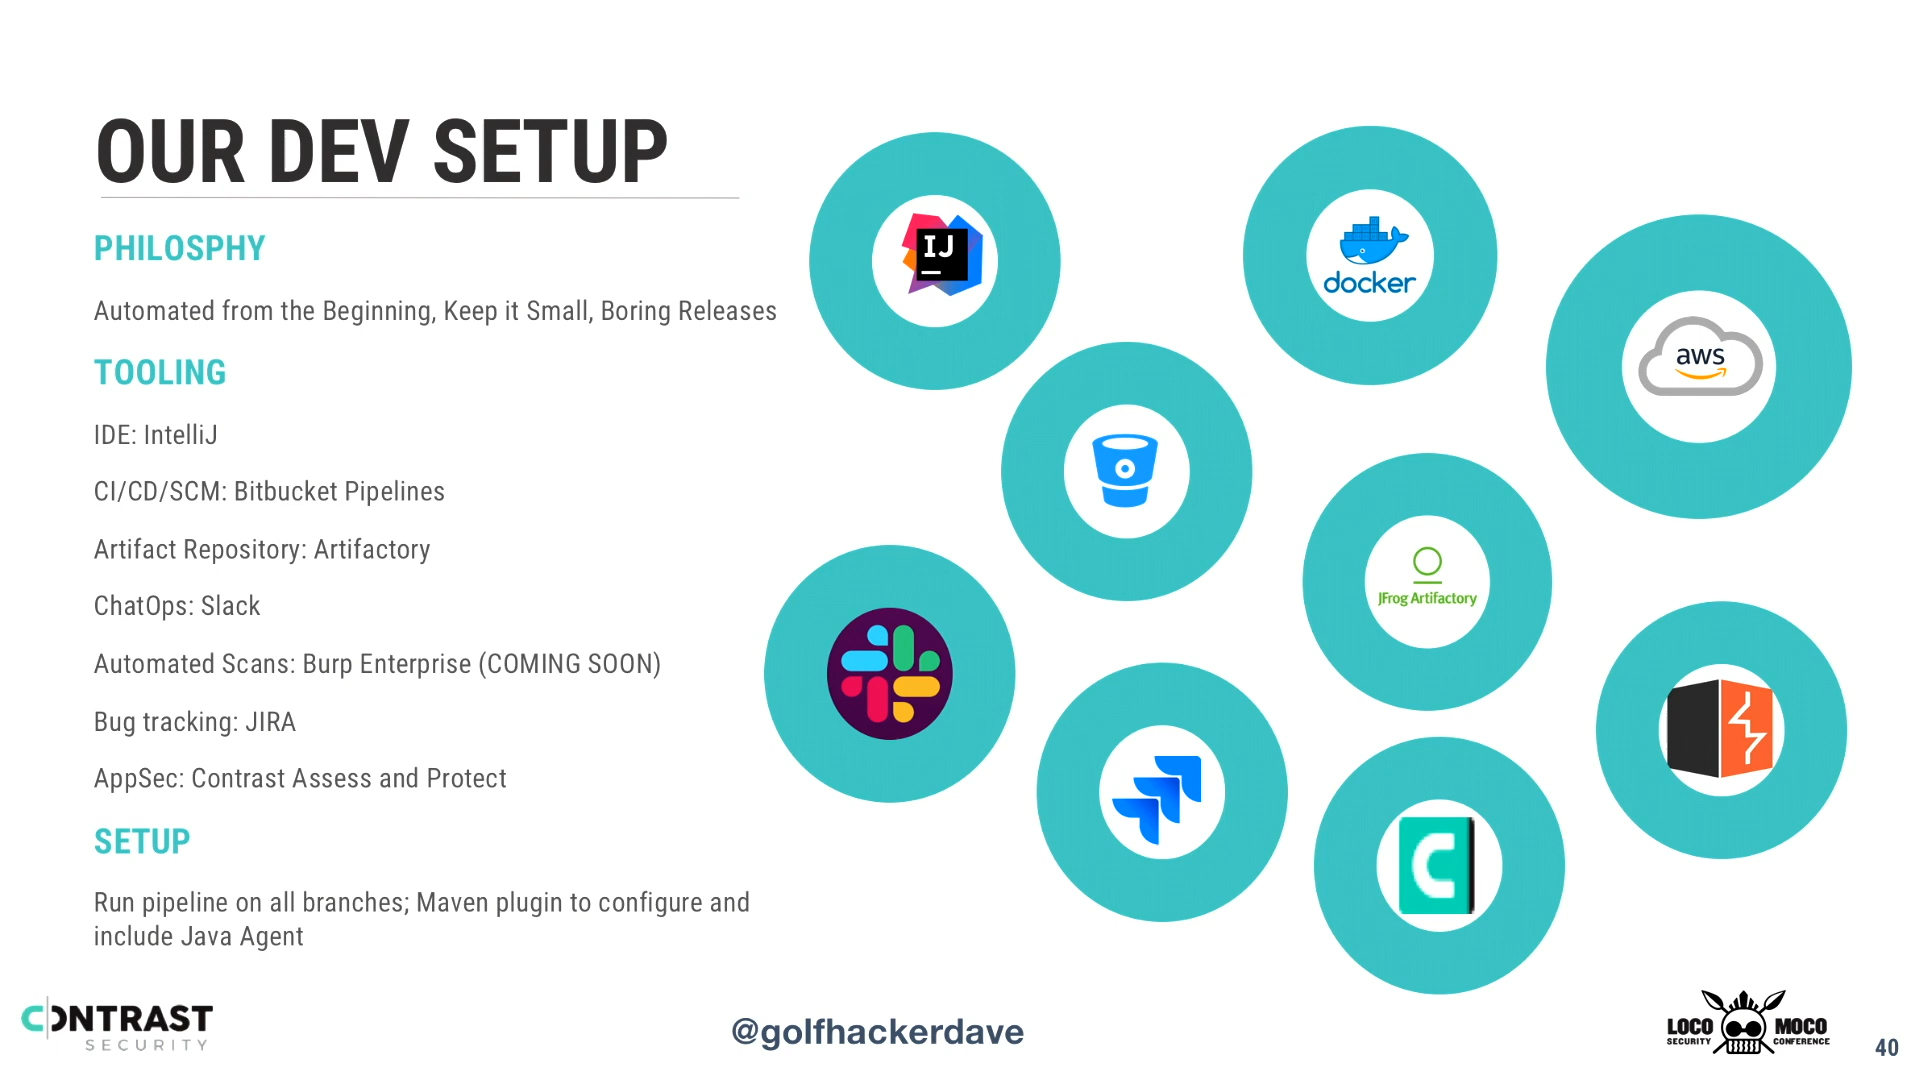 OUR DEV SETUP
PHILOSPHY
Automated from the Beginning, Keep it Small, Boring Releases
TOOLING
IDE: IntelliJ
CI/CD/SCM: Bitbucket Pipelines
Artifact Repository: Artifactory
ChatOps: Slack
Automated Scans: Burp Enterprise (COMING SOON)
Bug tracking: JIRA
AppSec: Contrast Assess and Protect
SETUP
Run pipeline on all branches; Maven plugin to configure and
include Java Agent
IJ
docker
aws
JFrog Artifactory
C
CONTRAST
SECURITY
@golfhackerdave
LOCO MOCO
SECURITY CONFERENCE
40